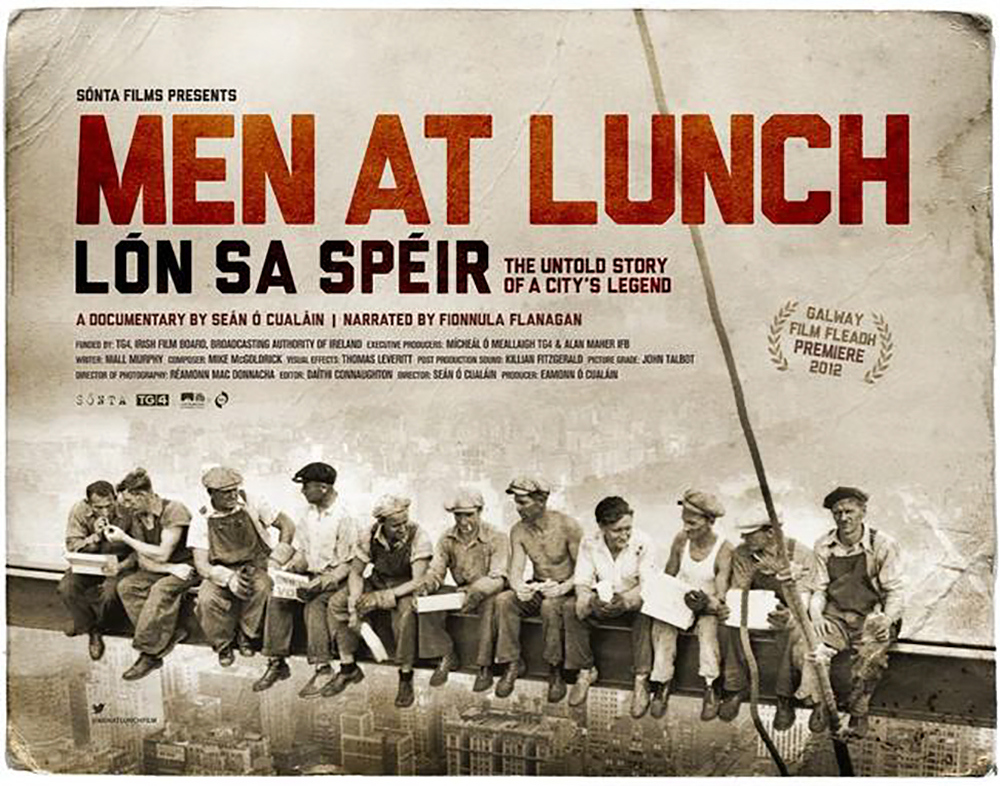 SÓNTA FILMS PRESENTS
MEN AT LUNCH
LÓN SA SPÉIR
THE UNTOLD STORY
OF A CITY'S LEGEND
A DOCUMENTARY BY SEÁN Ó CUALÁIN | NARRATED BY FIONNULA FLANAGAN
FUNDED BY: TG4, IRISH FILM BOARD, BROADCASTING AUTHORITY OF IRELAND EXECUTIVE PRODUCERS: MÍCHEÁL Ó MEALLAIGH TG4 & ALAN MAHER IFB
WRITER: NIALL MURPHY COMPOSER: MIKE McGOLDRICK VISUAL EFFECTS: THOMAS LEVERITT POST PRODUCTION SOUND: KILLIAN FITZGERALD PICTURE GRADE: JOHN TALBOT
DIRECTOR OF PHOTOGRAPHY: RÉAMONN MAC DONNACHA EDITOR: DAITHÍ CONNAUGHTON DIRECTOR: SEÁN Ó CUALÁIN PRODUCER: EAMONN Ó CUALÁIN
SÓNTA TG4
GALWAY
FILM FLEADH
PREMIERE
2012
@MENATLUNCHFILM